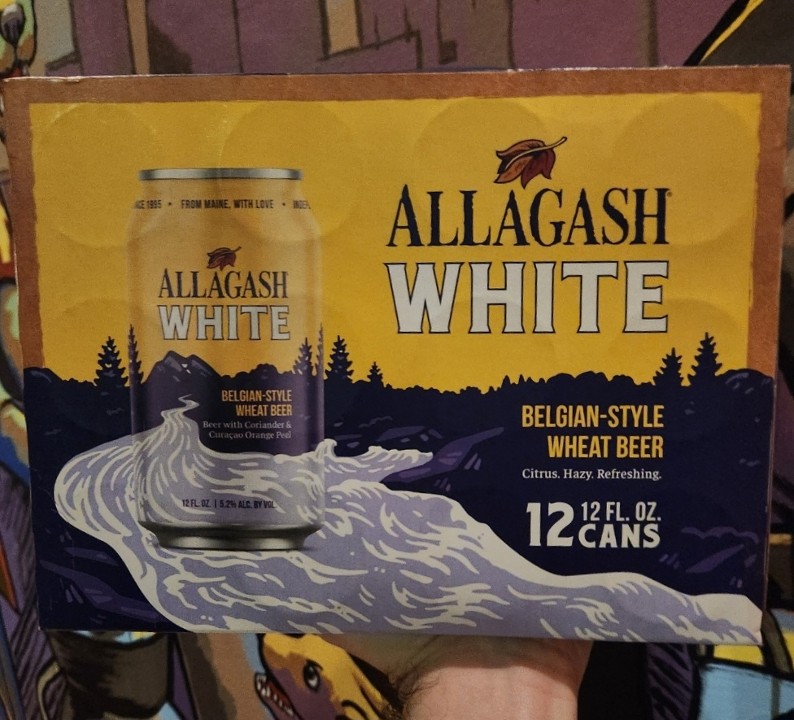 CE 1995 • FROM MAINE, WITH LOVE •
ALLAGASH
WHITE
BELGIAN-STYLE
WHEAT BEER
Beer with Coriander &
Curaçao Orange Peel
12 FL. OZ. | 5.2% ALC. BY VOL.
ALLAGASH®
WHITE
BELGIAN-STYLE
WHEAT BEER
Citrus. Hazy. Refreshing.
12 12 FL. OZ.
CANS